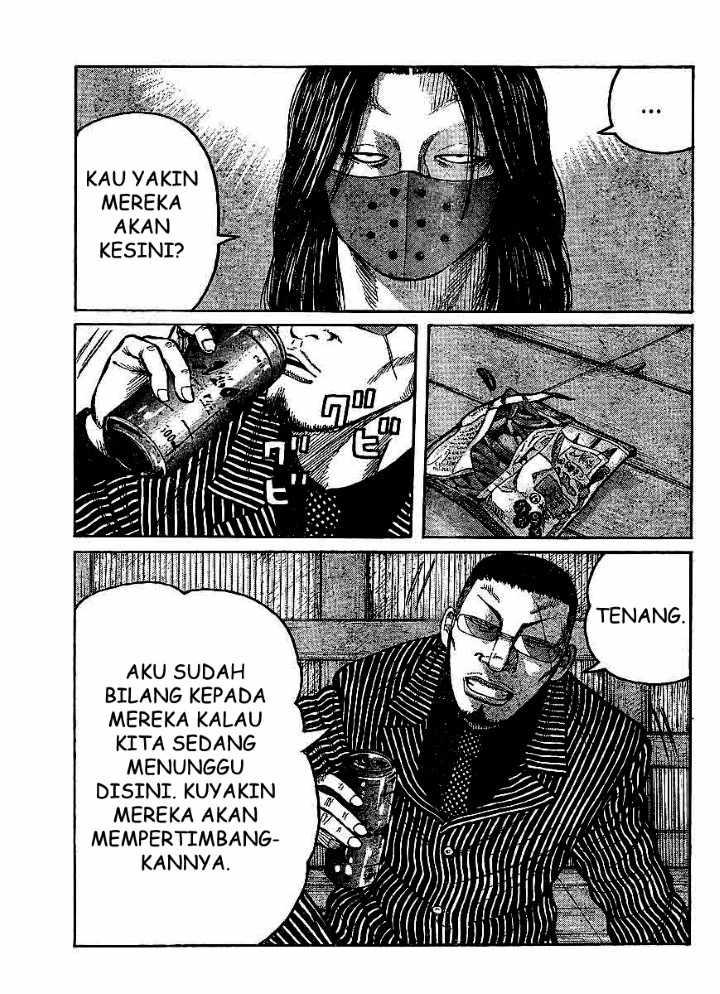 ...
KAU YAKIN
MEREKA
AKAN
KESINI?
グビ
グビ
TENANG.
AKU SUDAH
BILANG KEPADA
MEREKA KALAU
KITA SEDANG
MENUNGGU
DISINI. KUYAKIN
MEREKA AKAN
MEMPERTIMBANG-
KANNYA.